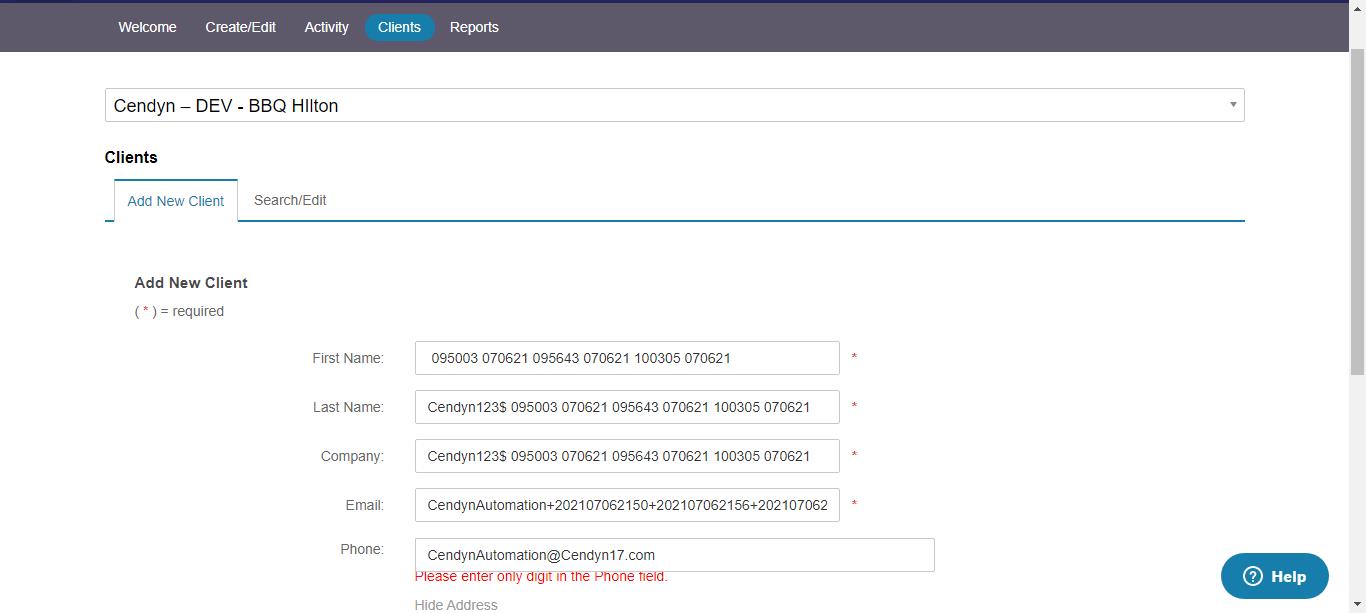 Welcome Create/Edit Activity Clients Reports
Cendyn – DEV - BBQ HIlton
Clients
Add New Client Search/Edit
Add New Client
( * ) = required
First Name: 095003 070621 095643 070621 100305 070621 *
Last Name: Cendyn123$ 095003 070621 095643 070621 100305 070621 *
Company: Cendyn123$ 095003 070621 095643 070621 100305 070621 *
Email: CendynAutomation+202107062150+202107062156+202107062 *
Phone: CendynAutomation@Cendyn17.com
Please enter only digit in the Phone field.
Hide Address
? Help